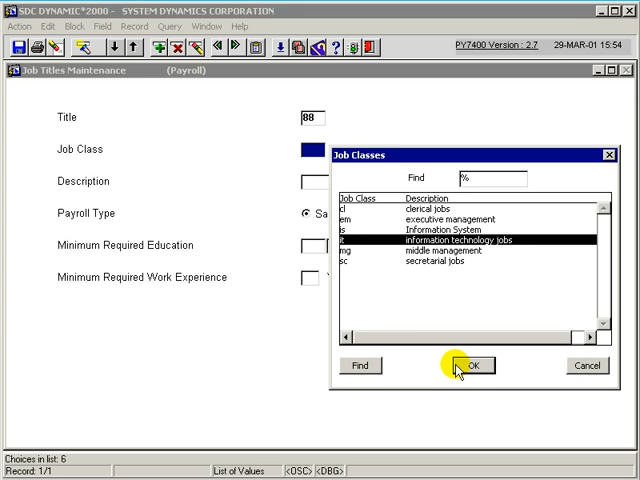 SDC DYNAMIC*2000 - SYSTEM DYNAMICS CORPORATION
Action Edit Block Field Record Query Window Help
PY7400 Version : 2.7 29-MAR-01 15:54
Job Titles Maintenance (Payroll)
Title 88
Job Class
Description
Payroll Type Sa
Minimum Required Education
Minimum Required Work Experience
Job Classes
Find %
Job Class Description
cl clerical jobs
em executive management
is Information System
it information technology jobs
mg middle management
sc secretarial jobs
Find OK Cancel
Choices in list: 6
Record: 1/1 List of Values <OSC> <DBG>